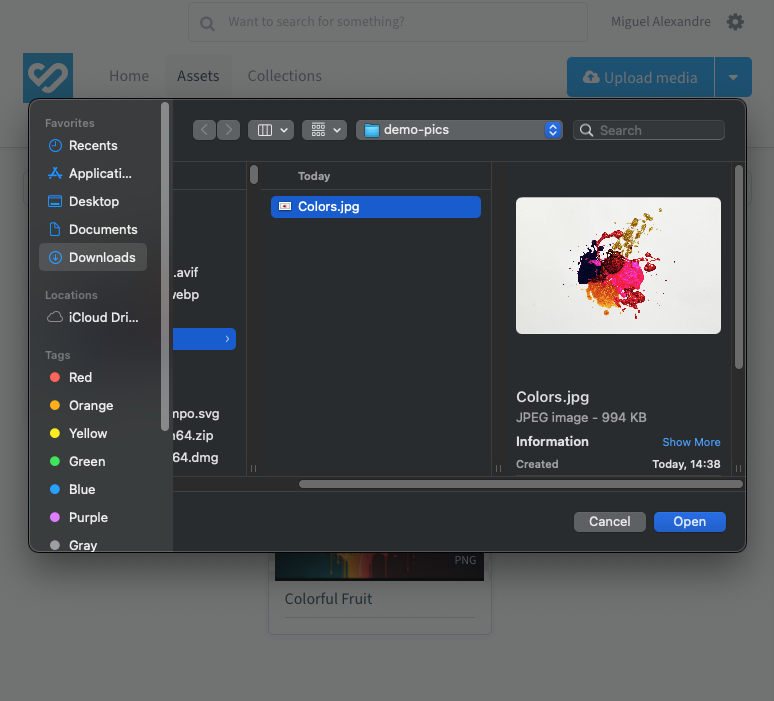 Want to search for something?
Miguel Alexandre
Home
Assets
Collections
Upload media
Favorites
Recents
Applicati...
Desktop
Documents
Downloads
Locations
iCloud Dri...
Tags
Red
Orange
Yellow
Green
Blue
Purple
Gray
demo-pics
Search
.avif
webp
npo.svg
64.zip
64.dmg
Today
Colors.jpg
Colors.jpg
JPEG image - 994 KB
Information
Show More
Created
Today, 14:38
Cancel
Open
PNG
Colorful Fruit